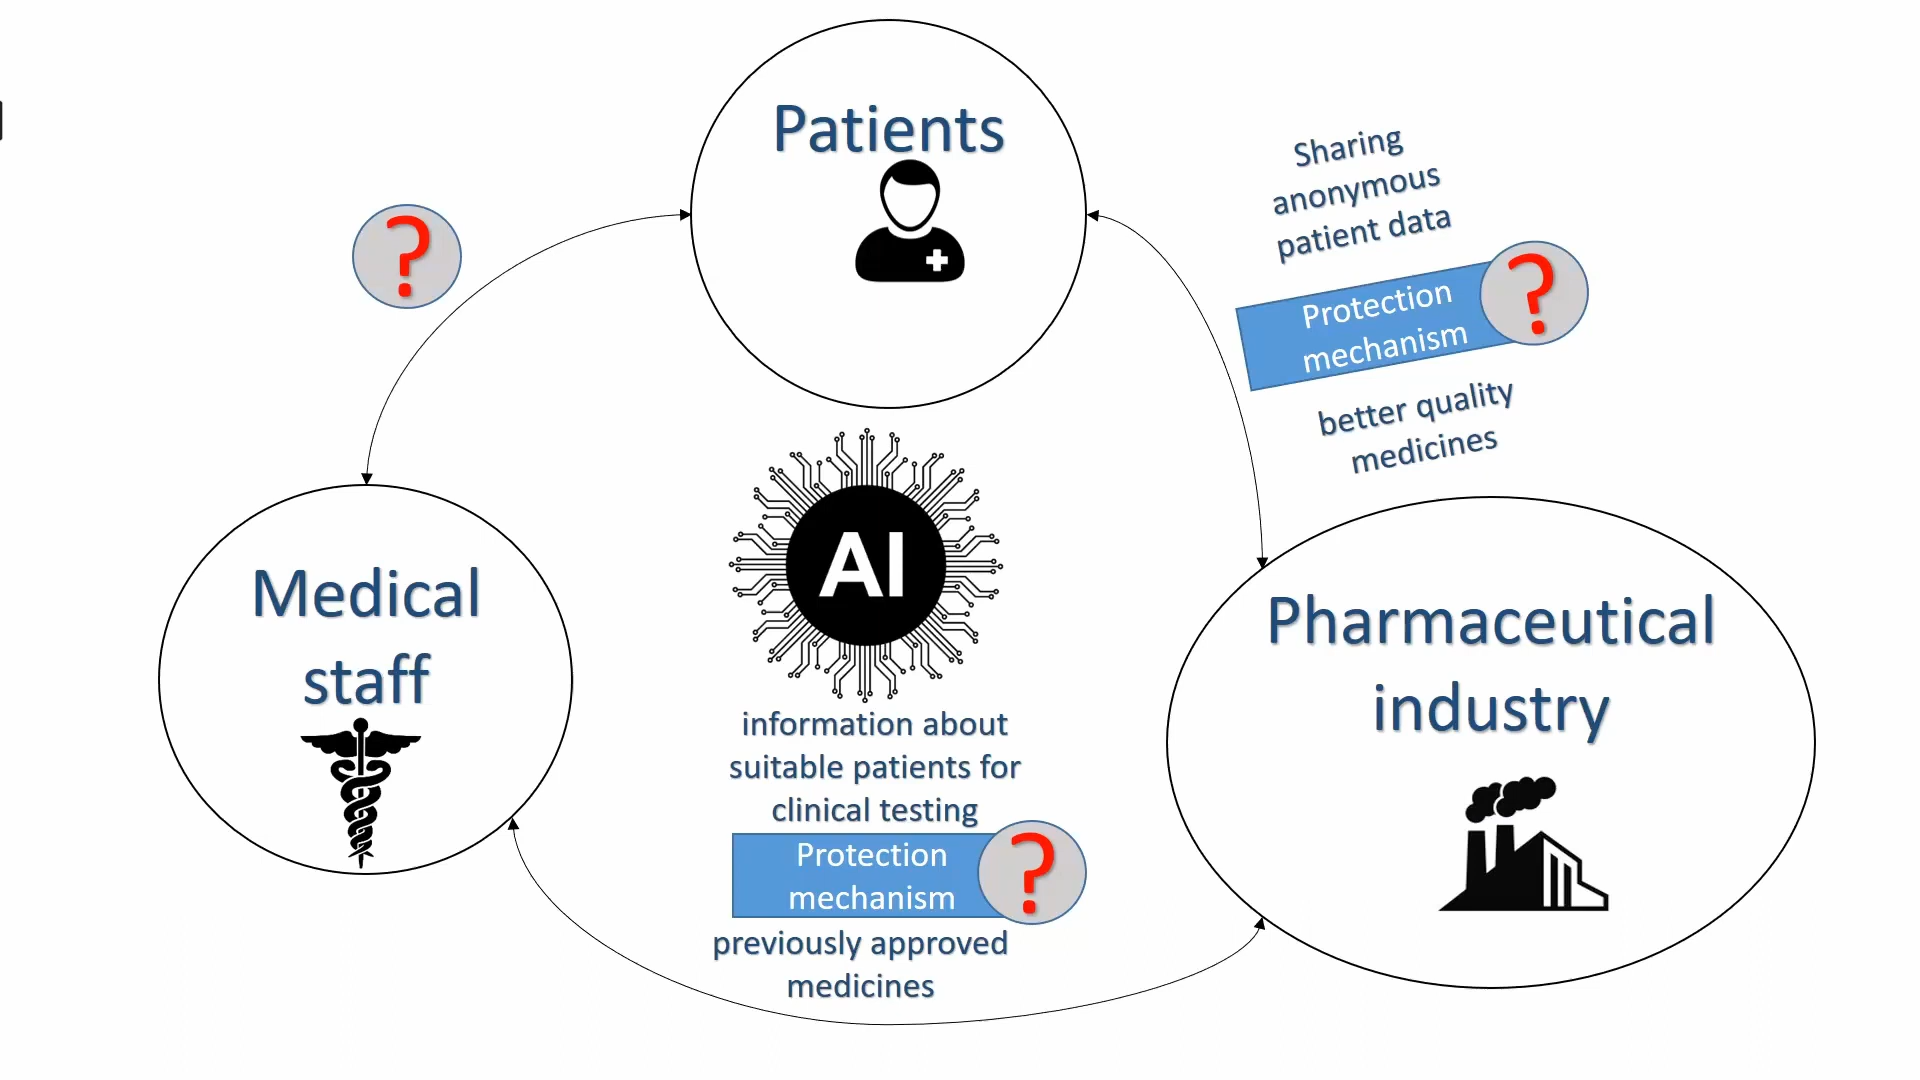 Patients
Sharing
anonymous
patient data
?
?
Protection
mechanism
better quality
medicines
AI
Medical
staff
Pharmaceutical
industry
information about
suitable patients for
clinical testing
Protection
mechanism
?
previously approved
medicines